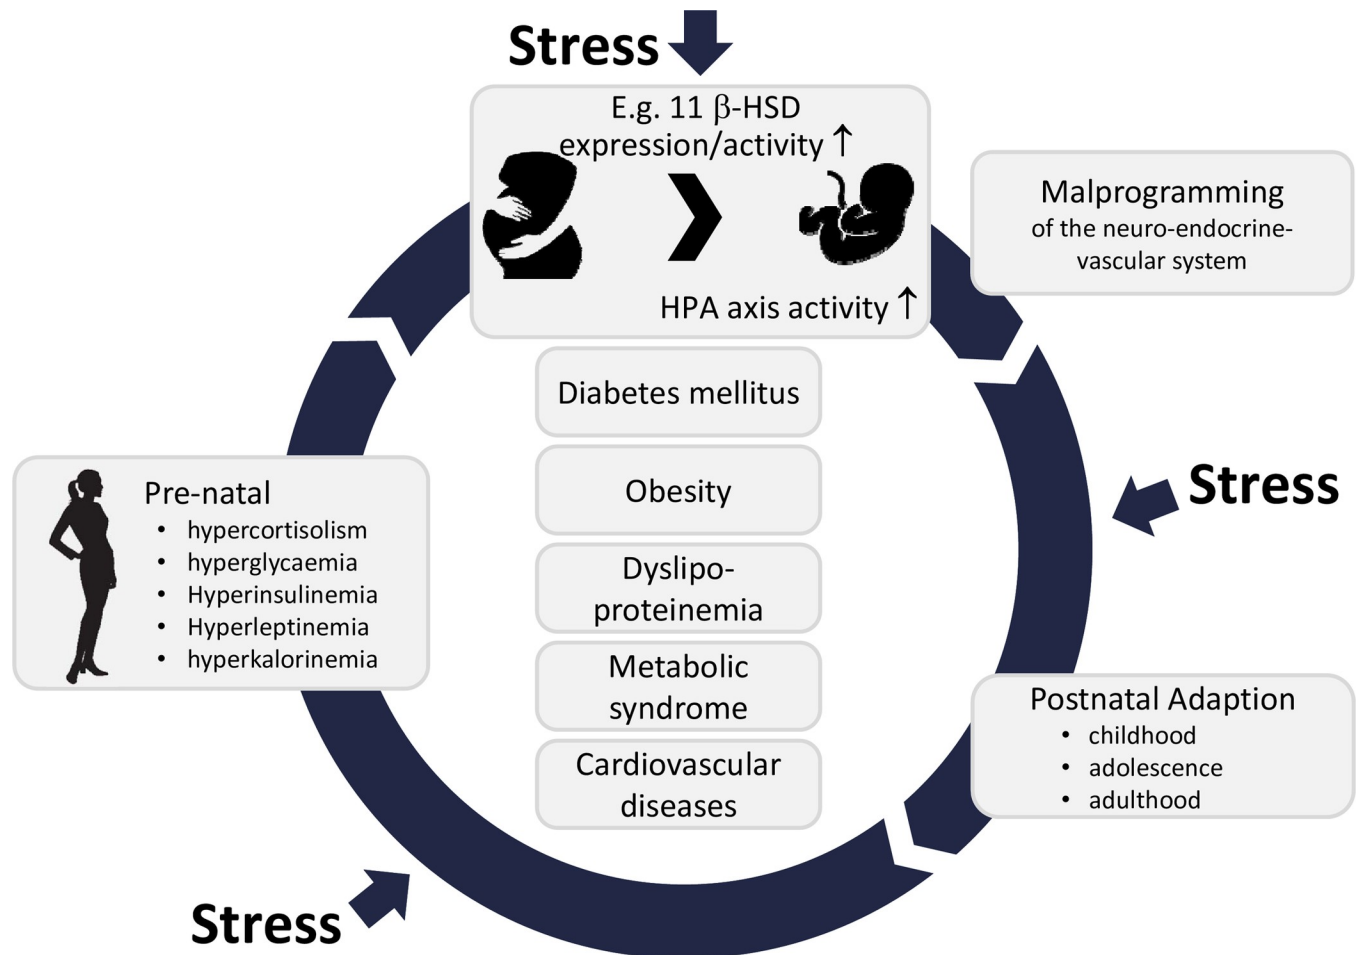 Stress
E.g. 11 β-HSD
expression/activity ↑
HPA axis activity ↑
Malprogramming
of the neuro-endocrine-
vascular system
Stress
Postnatal Adaption
• childhood
• adolescence
• adulthood
Stress
Pre-natal
• hypercortisolism
• hyperglycaemia
• Hyperinsulinemia
• Hyperleptinemia
• hyperkalorinemia
Diabetes mellitus
Obesity
Dyslipo-
proteinemia
Metabolic
syndrome
Cardiovascular
diseases